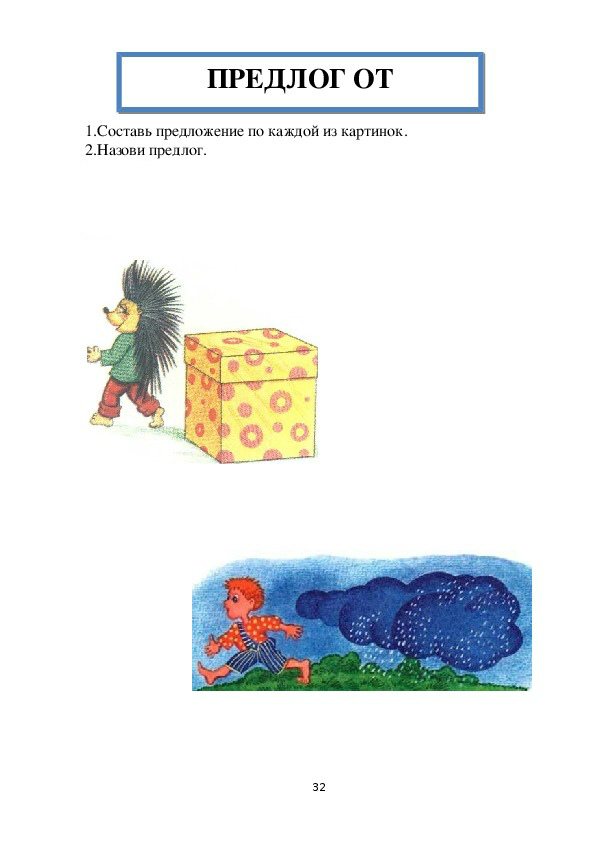 ПРЕДЛОГ ОТ
1.Составь предложение по каждой из картинок.
2.Назови предлог.
32